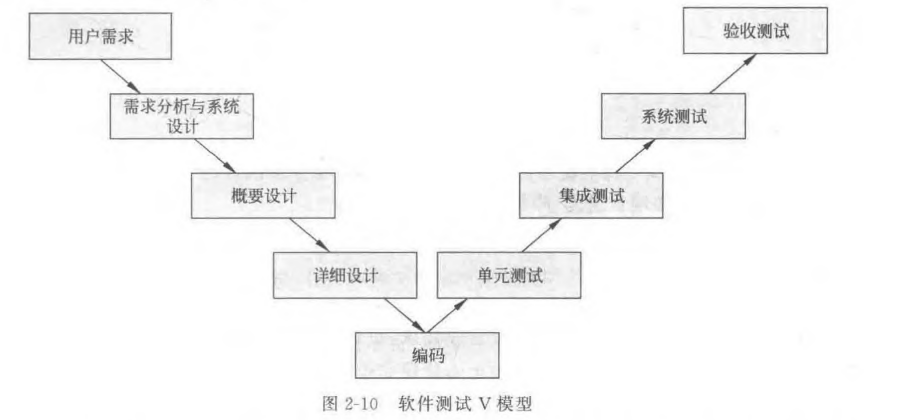 用户需求
验收测试
需求分析与系统
设计
系统测试
概要设计
集成测试
详细设计
单元测试
编码
图 2-10 软件测试 V 模型